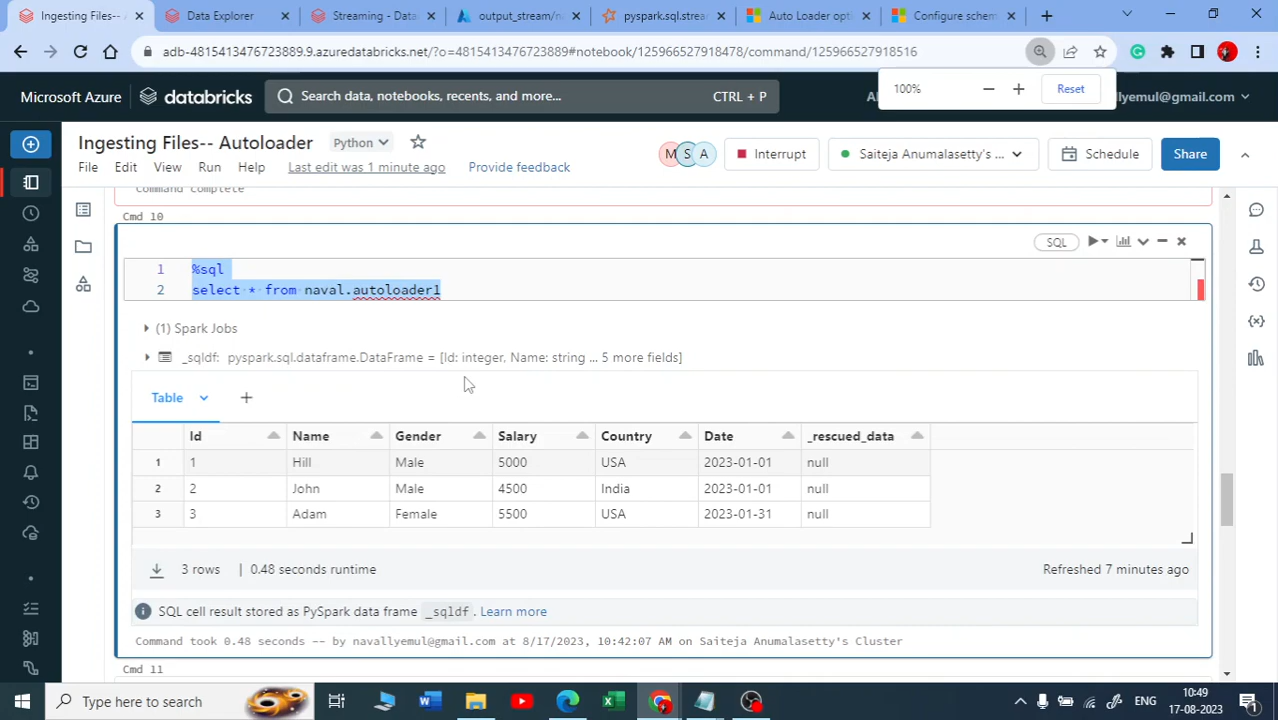 Ingesting Files-- A
Data Explorer
Streaming - Data
output_stream/n
pyspark.sql.strea
Auto Loader opti
Configure schem
adb-4815413476723889.9.azuredatabricks.net/?o=4815413476723889#notebook/125966527918478/command/125966527918516
100%
Reset
Microsoft Azure
databricks
Search data, notebooks, recents, and more...
CTRL + P
allyemul@gmail.com
Ingesting Files-- Autoloader
Python
M S A
Interrupt
Saiteja Anumalasetty's ...
Schedule
Share
File Edit View Run Help
Last edit was 1 minute ago
Provide feedback
Command complete
Cmd 10
SQL
1 %sql
2 select * from naval.autoloader1
(1) Spark Jobs
_sqldf: pyspark.sql.dataframe.DataFrame = [Id: integer, Name: string ... 5 more fields]
Table
Id Name Gender Salary Country Date _rescued_data
1 1 Hill Male 5000 USA 2023-01-01 null
2 2 John Male 4500 India 2023-01-01 null
3 3 Adam Female 5500 USA 2023-01-31 null
3 rows | 0.48 seconds runtime
Refreshed 7 minutes ago
SQL cell result stored as PySpark data frame _sqldf. Learn more
Command took 0.48 seconds -- by navallyemul@gmail.com at 8/17/2023, 10:42:07 AM on Saiteja Anumalasetty's Cluster
Cmd 11
Type here to search
ENG
10:49
17-08-2023